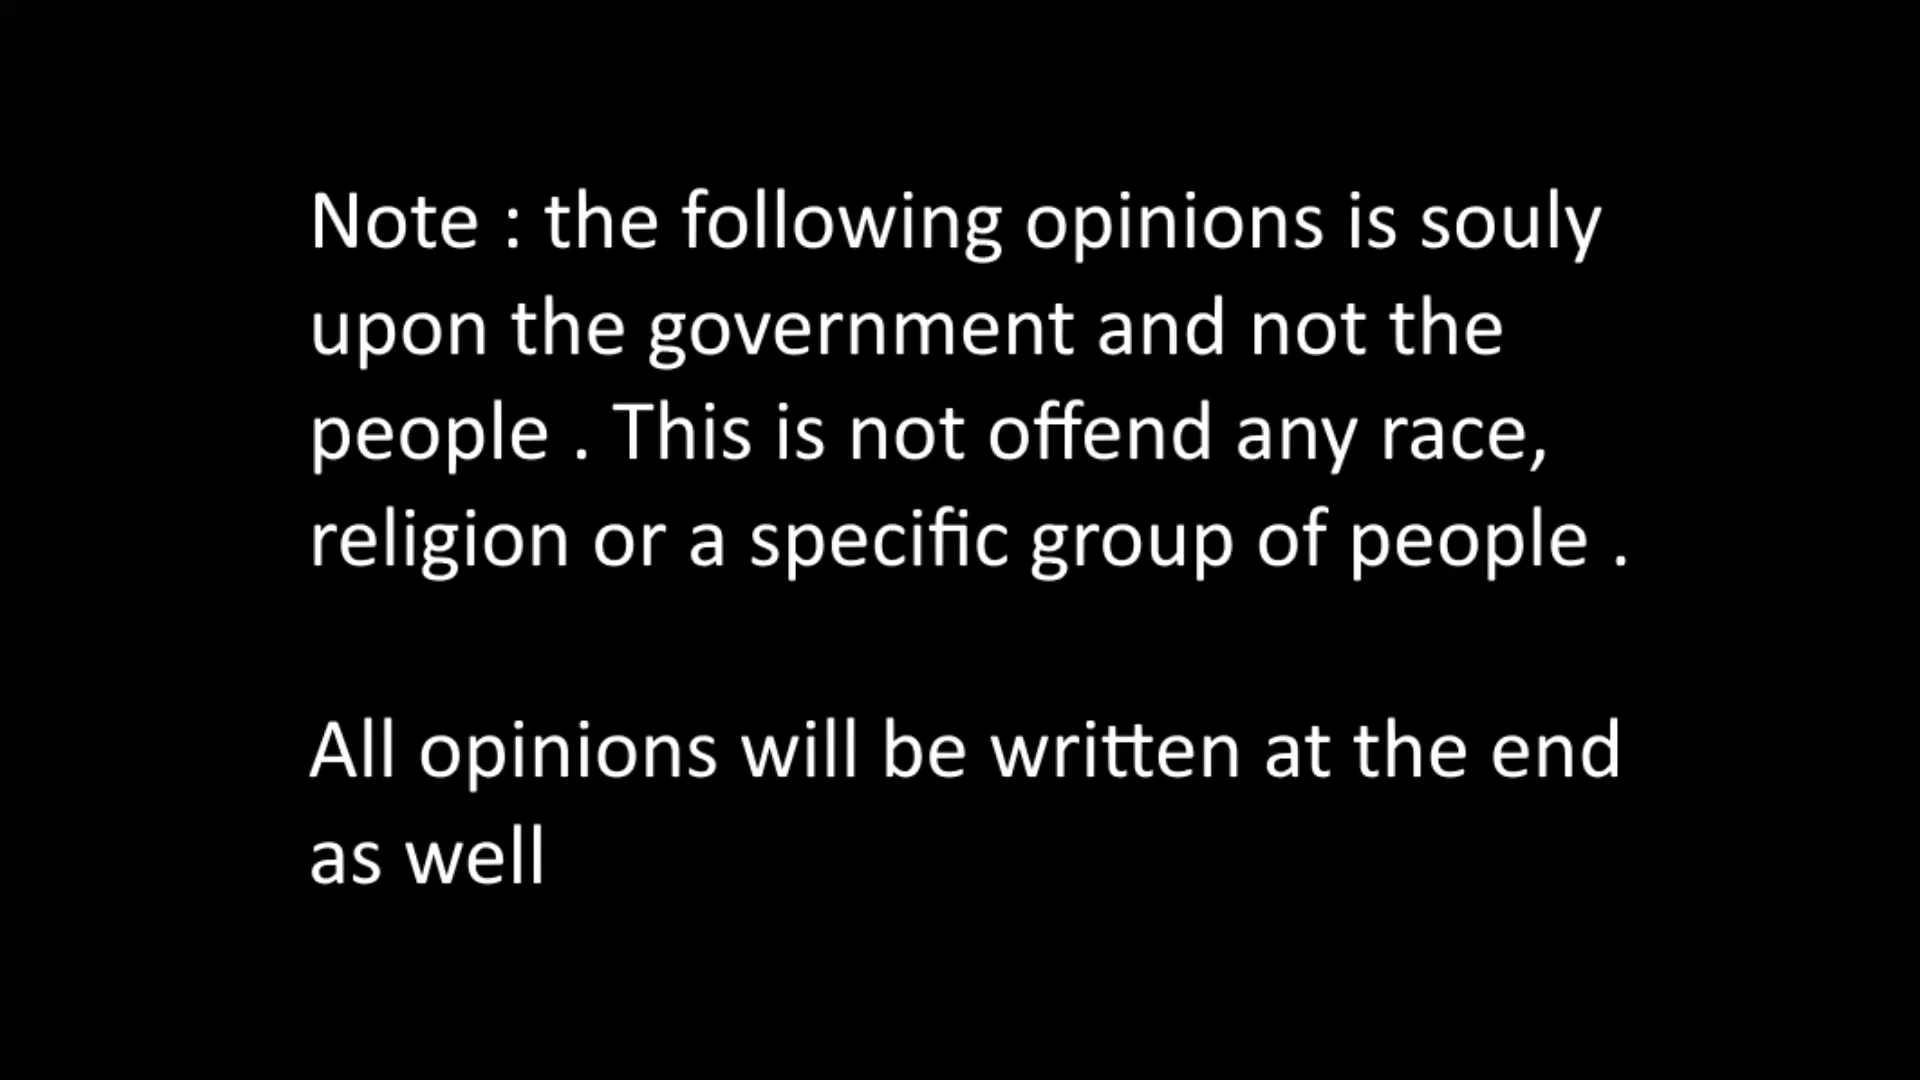 Note : the following opinions is souly
upon the government and not the
people . This is not offend any race,
religion or a specific group of people .
All opinions will be written at the end
as well